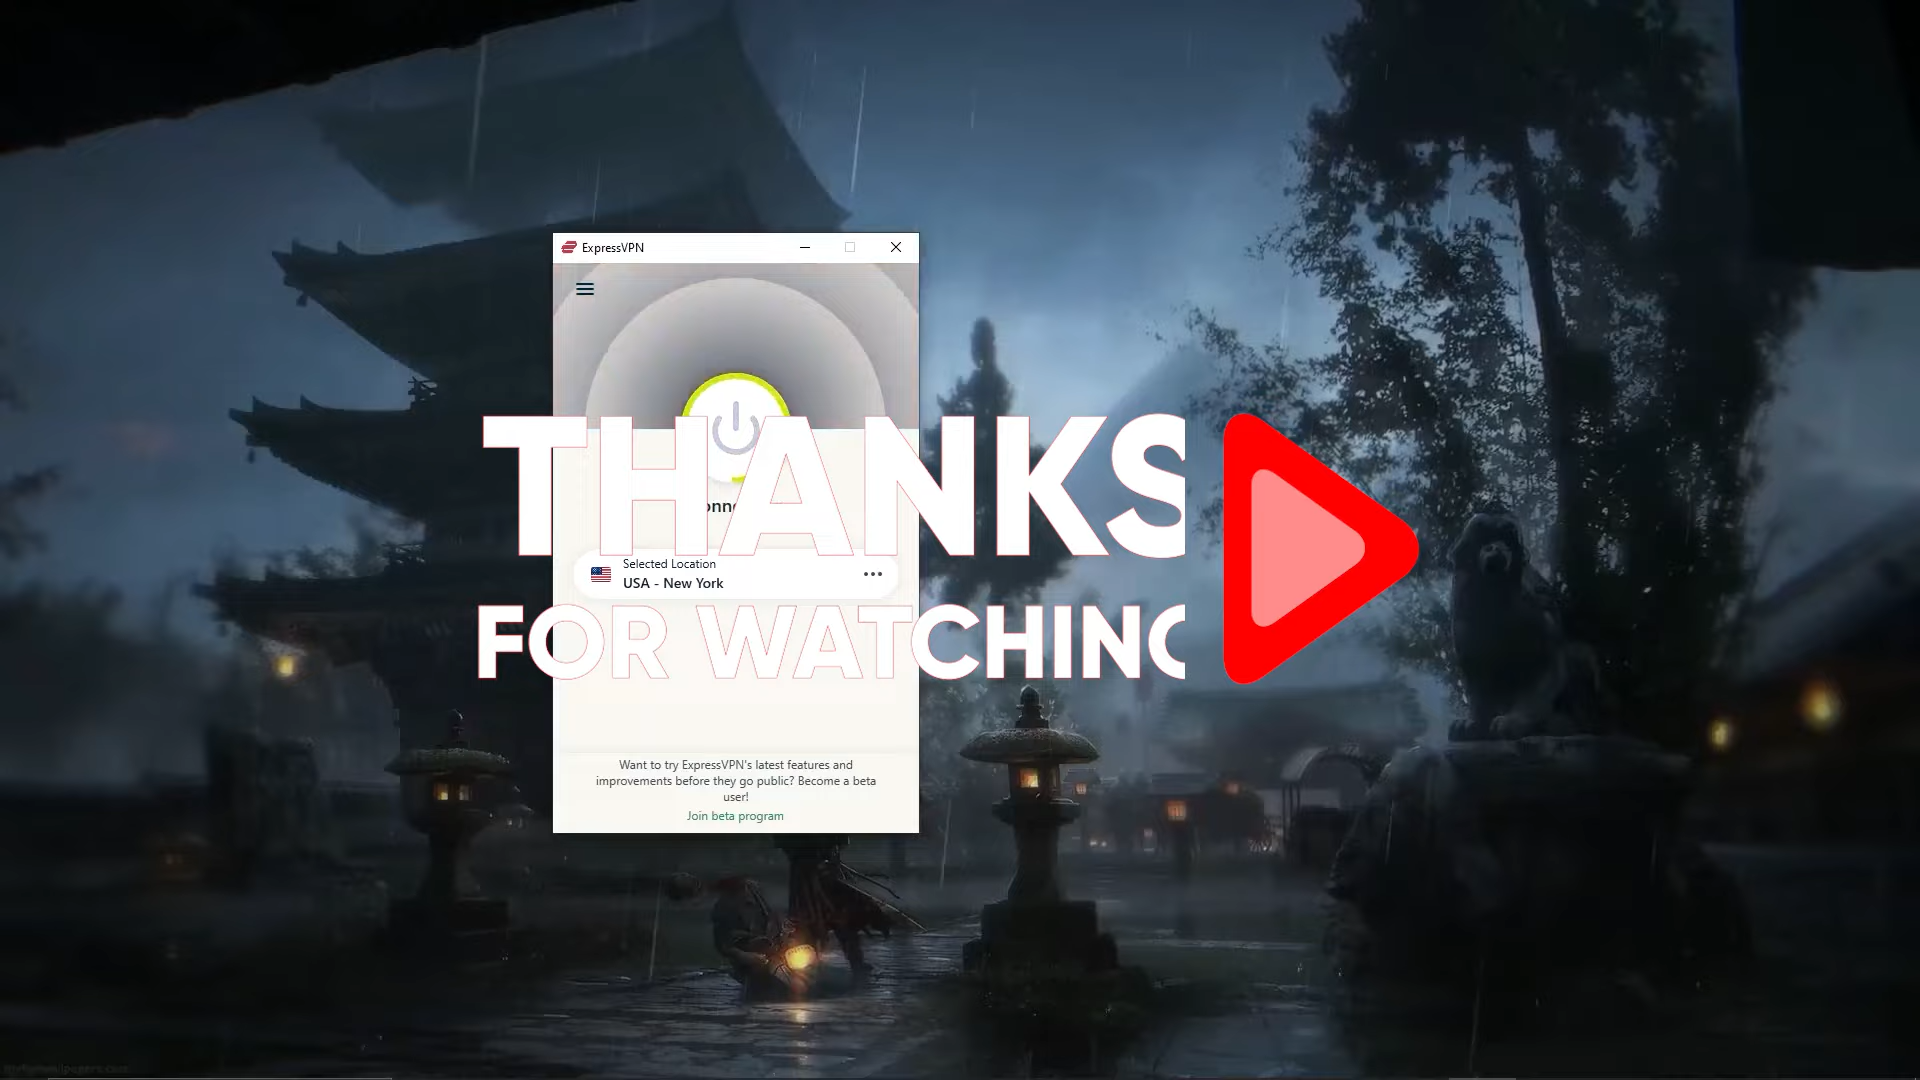 ExpressVPN
THANKS
Selected Location
USA - New York
FOR WATCHING
Want to try ExpressVPN's latest features and
improvements before they go public? Become a beta
user!
Join beta program